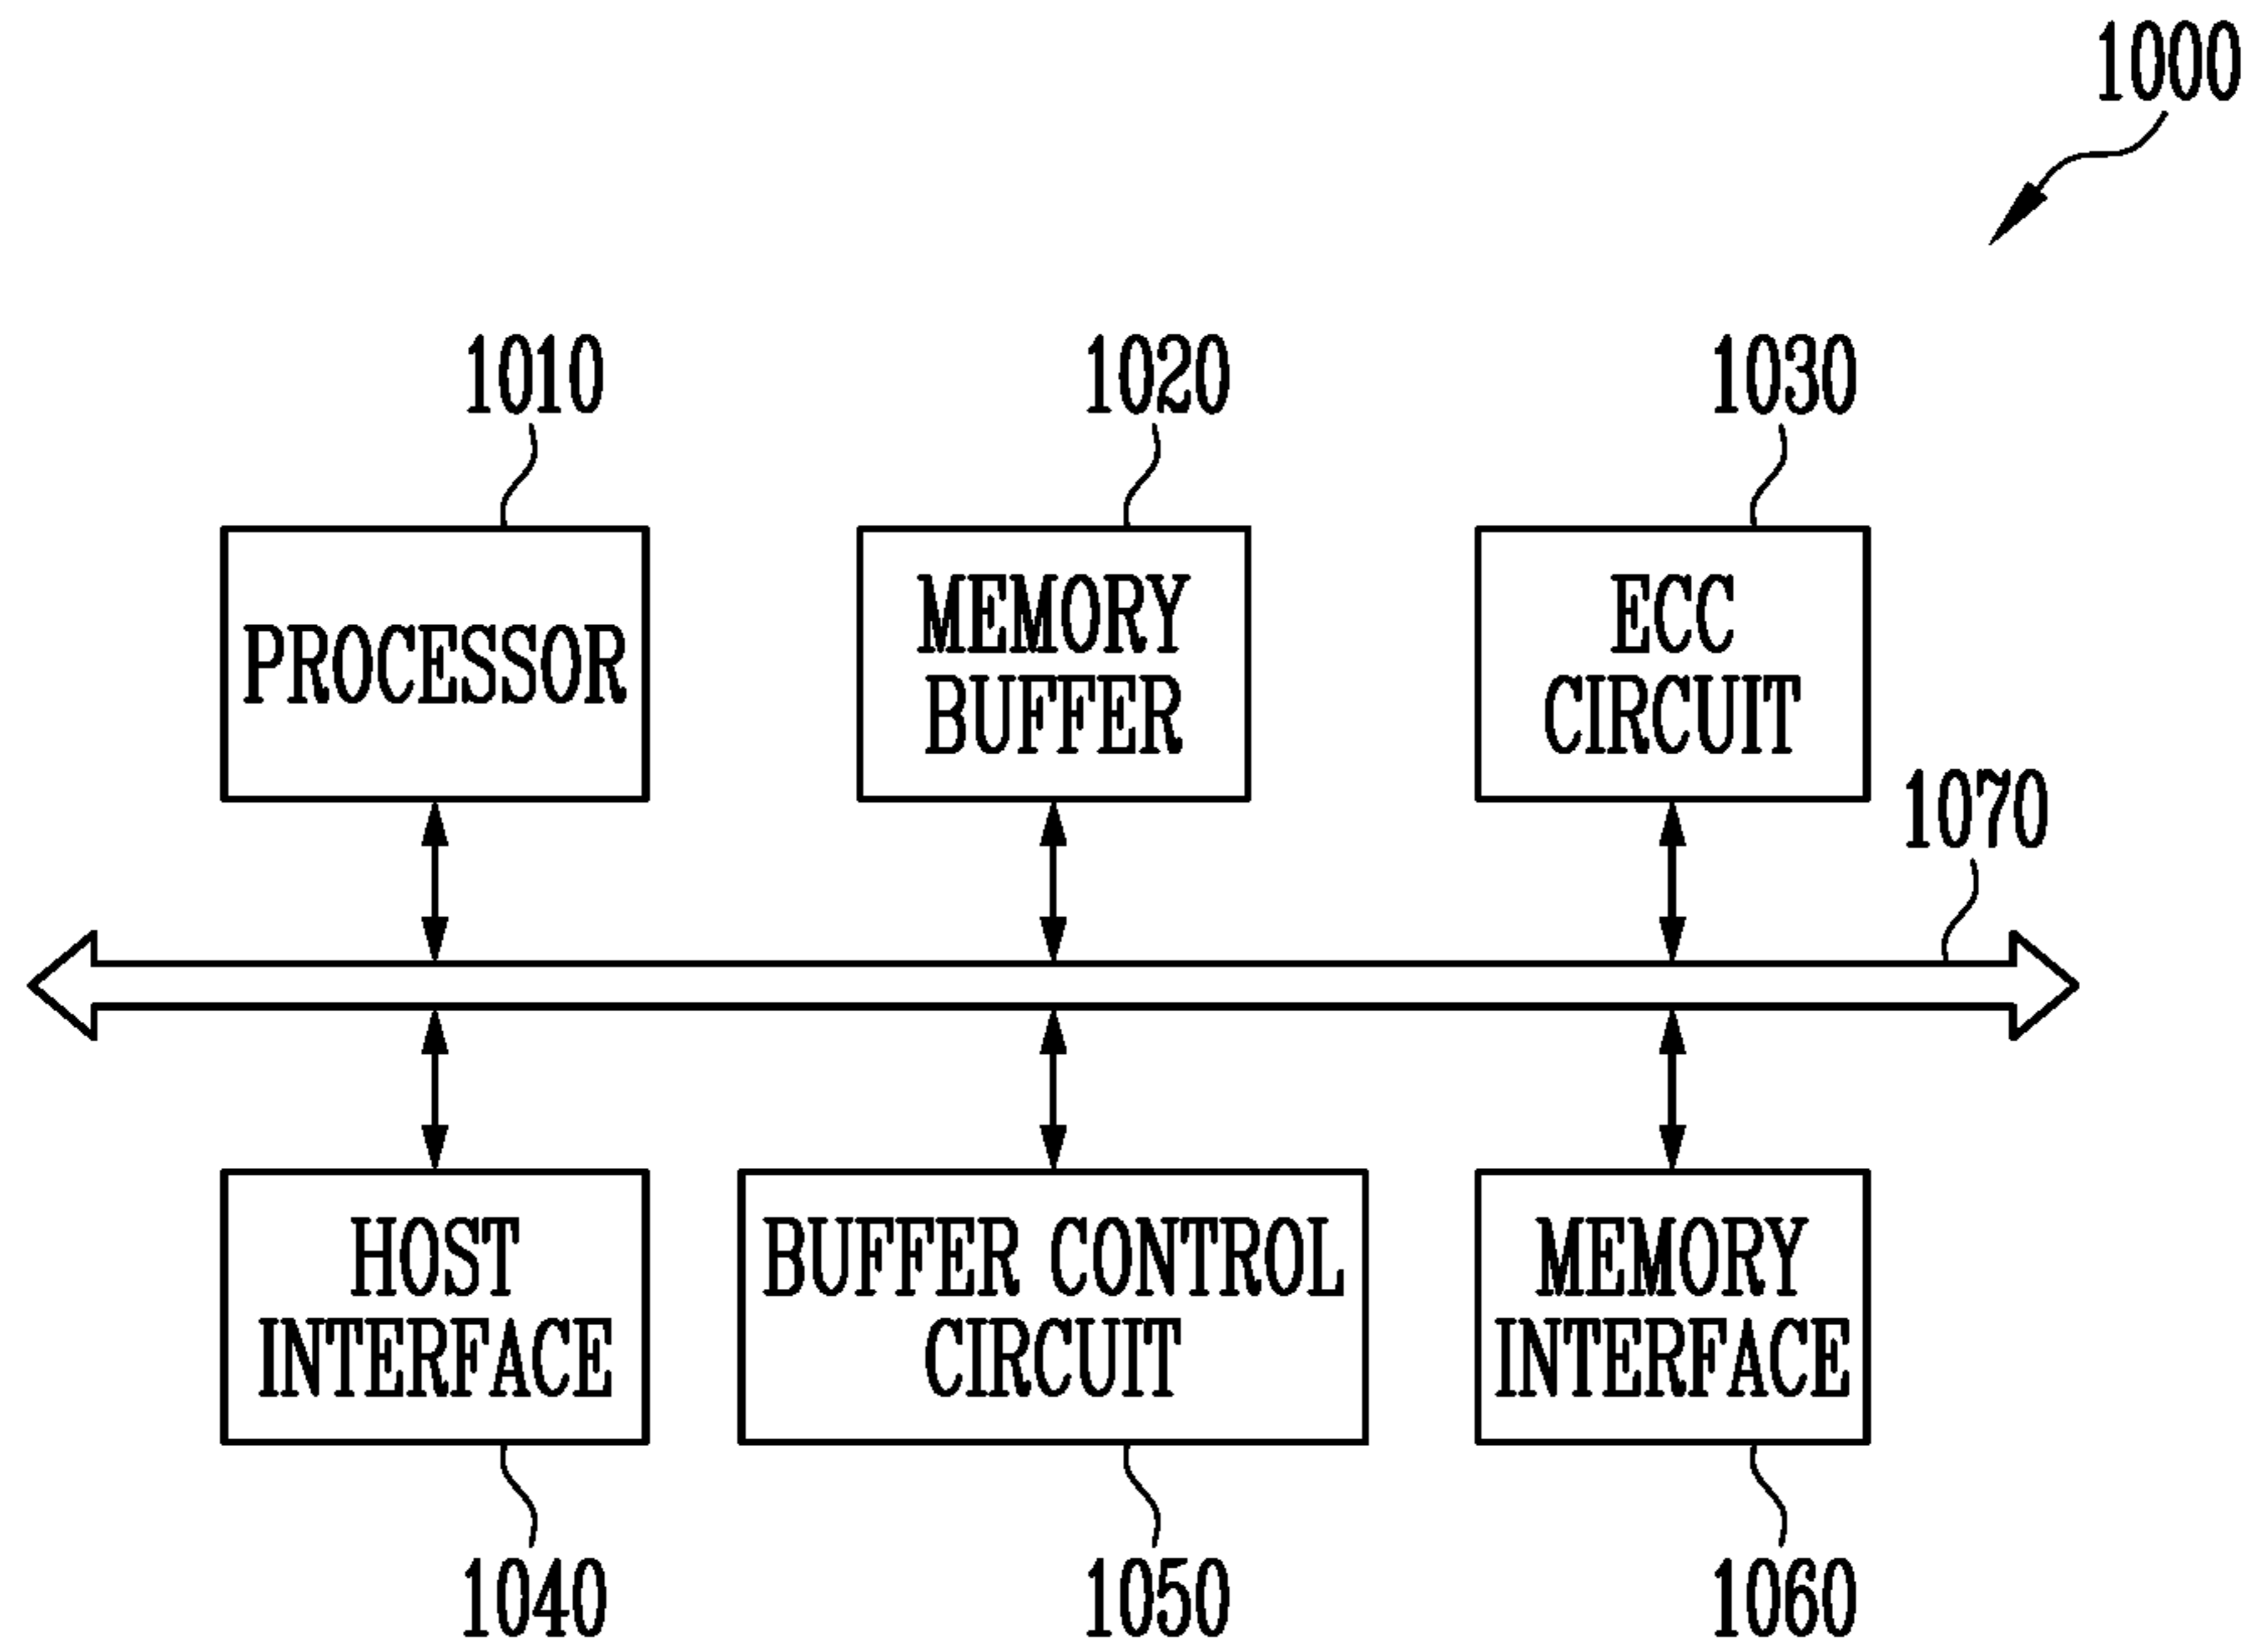 1000
1010
1020
1030
PROCESSOR
MEMORY
BUFFER
ECC
CIRCUIT
1070
HOST
INTERFACE
BUFFER CONTROL
CIRCUIT
MEMORY
INTERFACE
1040
1050
1060